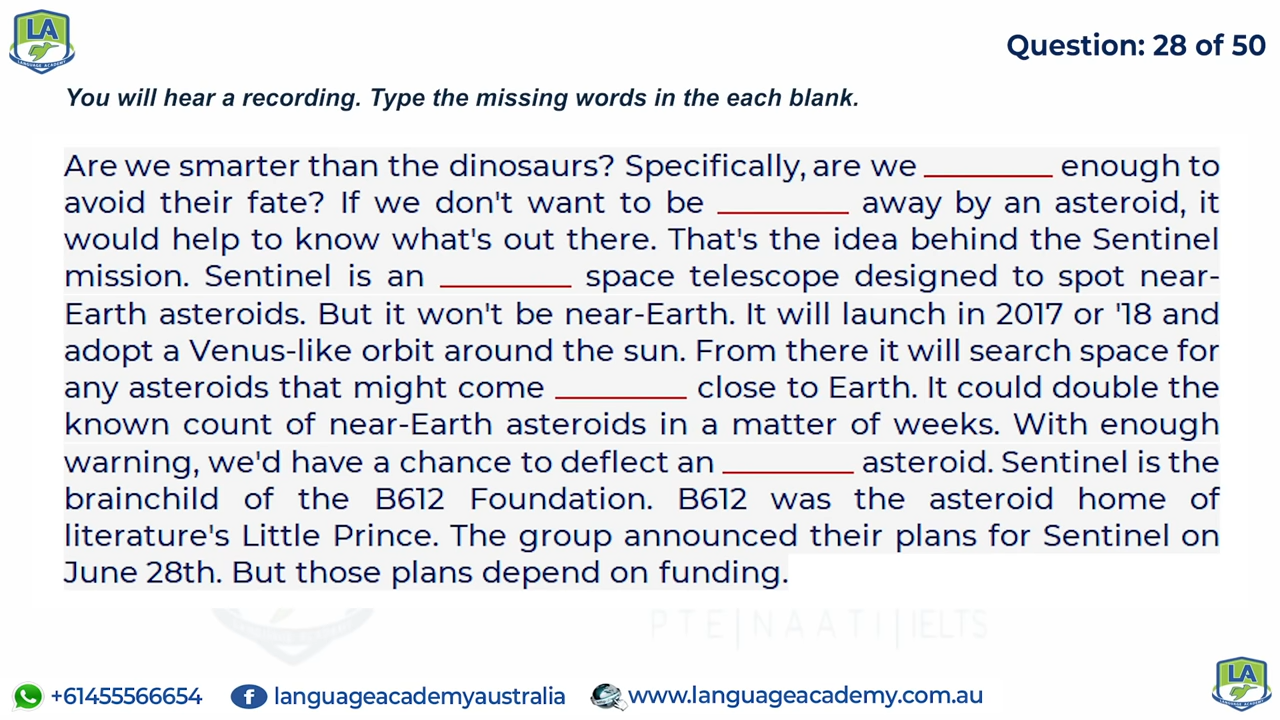 LA
LANGUAGE ACADEMY
Question: 28 of 50
You will hear a recording. Type the missing words in the each blank.
Are we smarter than the dinosaurs? Specifically, are we ________ enough to
avoid their fate? If we don't want to be ________ away by an asteroid, it
would help to know what's out there. That's the idea behind the Sentinel
mission. Sentinel is an ________ space telescope designed to spot near-
Earth asteroids. But it won't be near-Earth. It will launch in 2017 or '18 and
adopt a Venus-like orbit around the sun. From there it will search space for
any asteroids that might come ________ close to Earth. It could double the
known count of near-Earth asteroids in a matter of weeks. With enough
warning, we'd have a chance to deflect an ________ asteroid. Sentinel is the
brainchild of the B612 Foundation. B612 was the asteroid home of
literature's Little Prince. The group announced their plans for Sentinel on
June 28th. But those plans depend on funding.
PTE|NAATI|IELTS
+61455566654 languageacademyaustralia www.languageacademy.com.au
LA